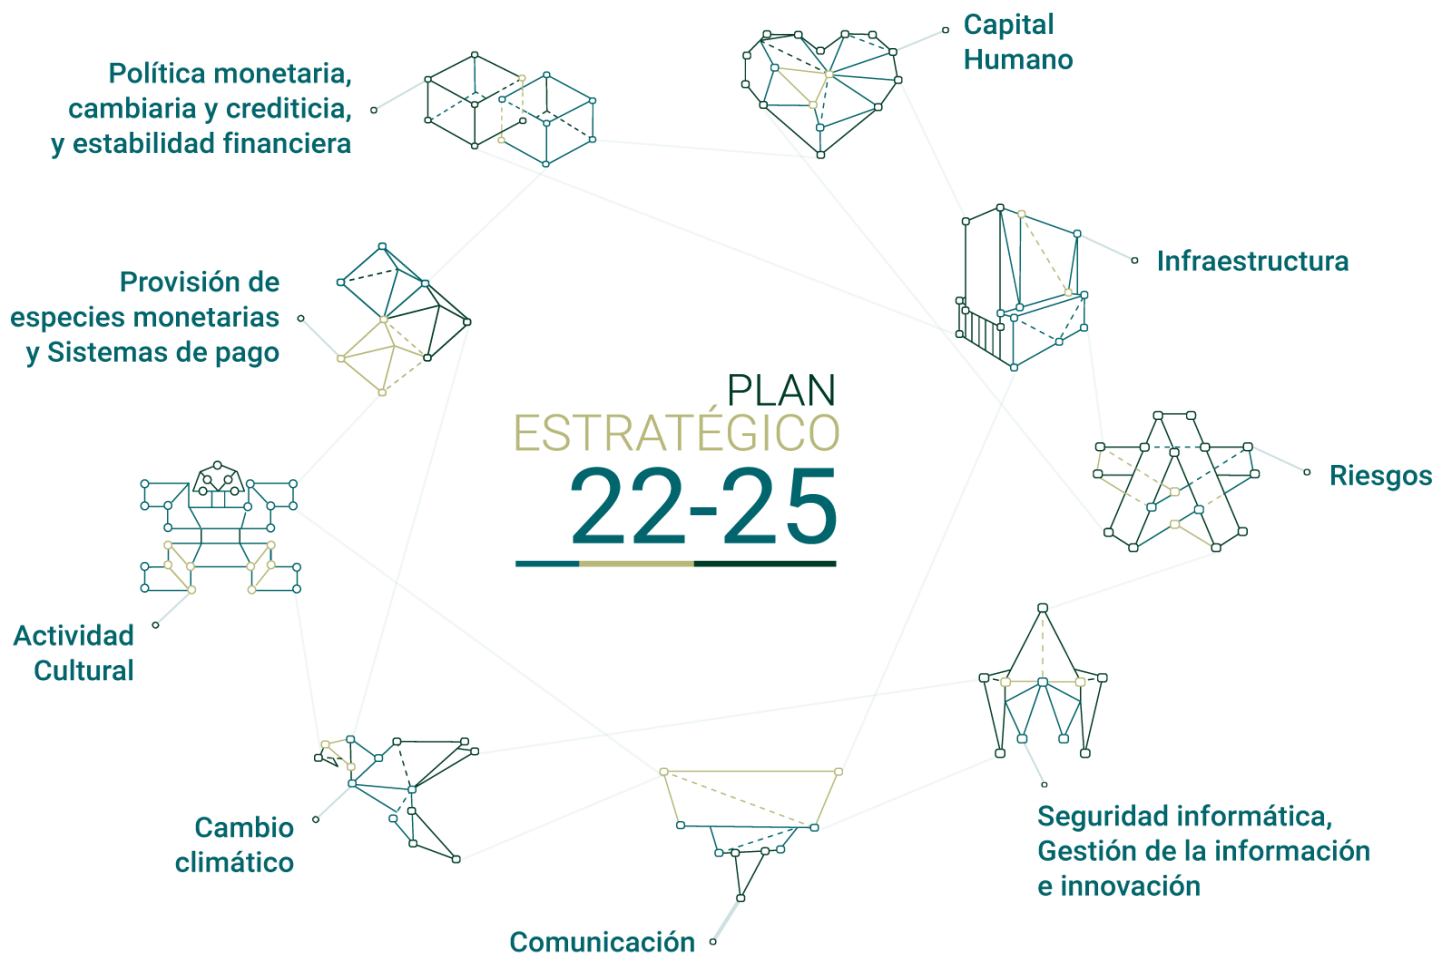 Capital
Humano
Política monetaria,
cambiaria y crediticia,
y estabilidad financiera
Infraestructura
Provisión de
especies monetarias
y Sistemas de pago
PLAN
ESTRATÉGICO
22-25
Riesgos
Actividad
Cultural
Cambio
climático
Seguridad informática,
Gestión de la información
e innovación
Comunicación